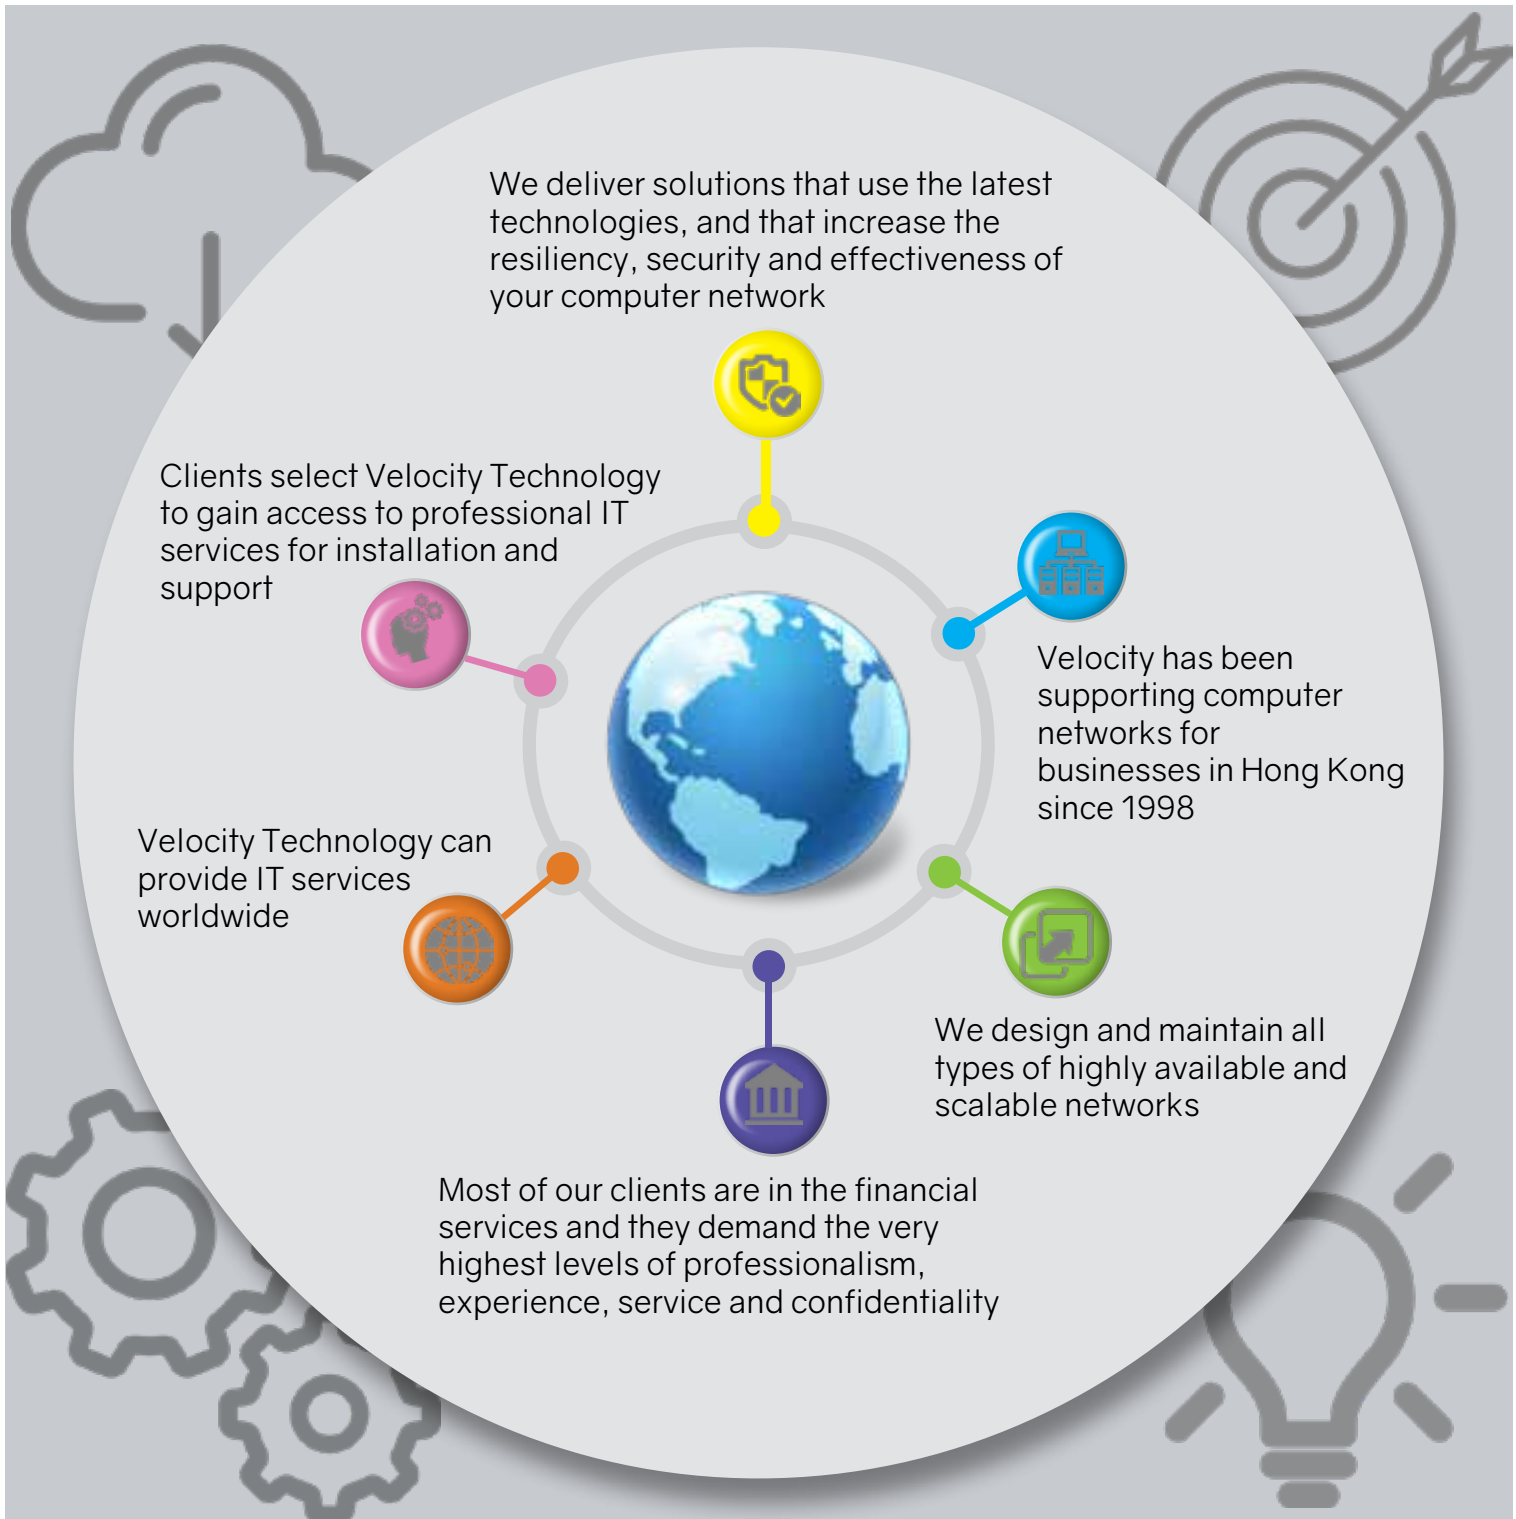 We deliver solutions that use the latest
technologies, and that increase the
resiliency, security and effectiveness of
your computer network
Clients select Velocity Technology
to gain access to professional IT
services for installation and
support
Velocity has been
supporting computer
networks for
businesses in Hong Kong
since 1998
Velocity Technology can
provide IT services
worldwide
We design and maintain all
types of highly available and
scalable networks
Most of our clients are in the financial
services and they demand the very
highest levels of professionalism,
experience, service and confidentiality